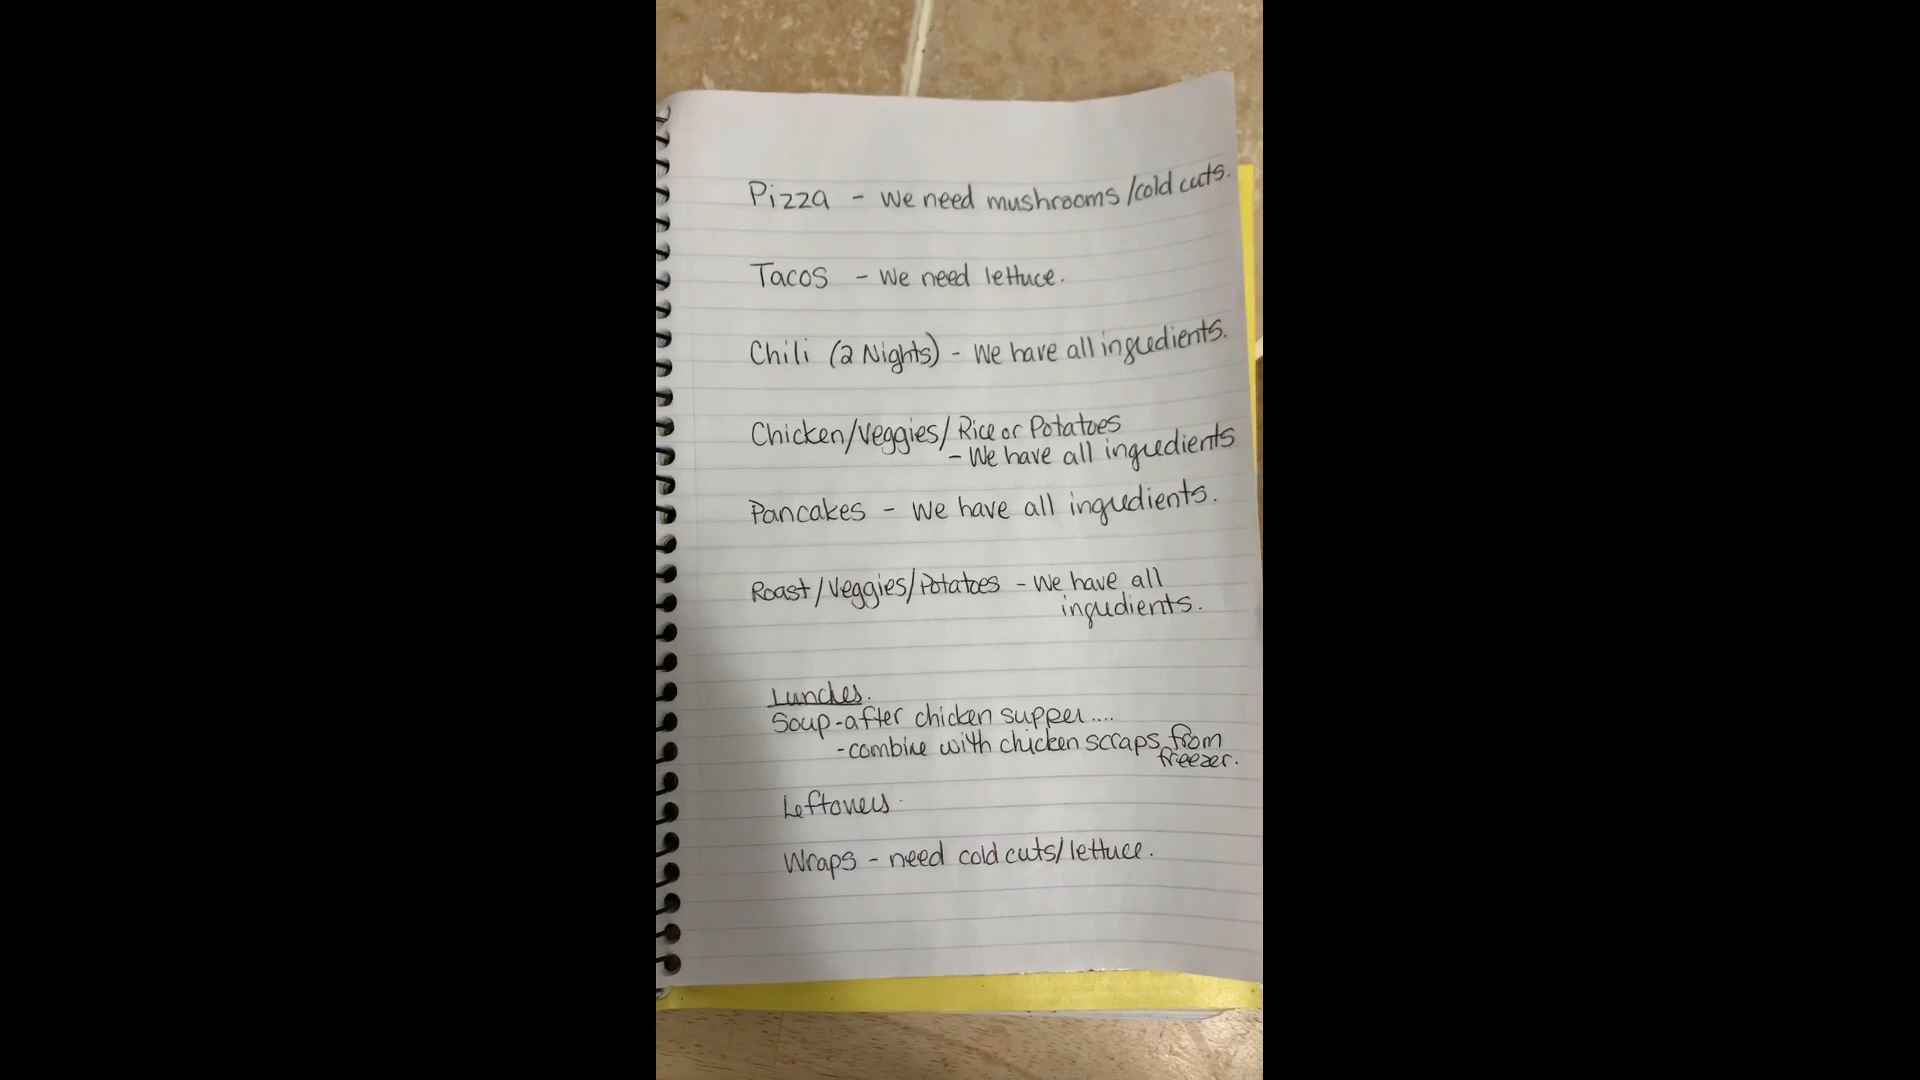 Pizza - We need mushrooms/cold cuts.
Tacos - We need lettuce.
Chili (2 Nights) - We have all ingredients.
Chicken/Veggies/Rice or Potatoes
- We have all ingredients
Pancakes - We have all ingredients.
Roast/Veggies/Potatoes - We have all
ingredients.
Lunches.
Soup-after chicken supper....
-combine with chicken scraps from
freezer.
Leftovers
Wraps - need cold cuts/lettuce.